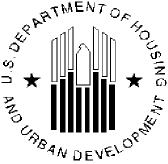 U.S. DEPARTMENT OF HOUSING
AND URBAN DEVELOPMENT